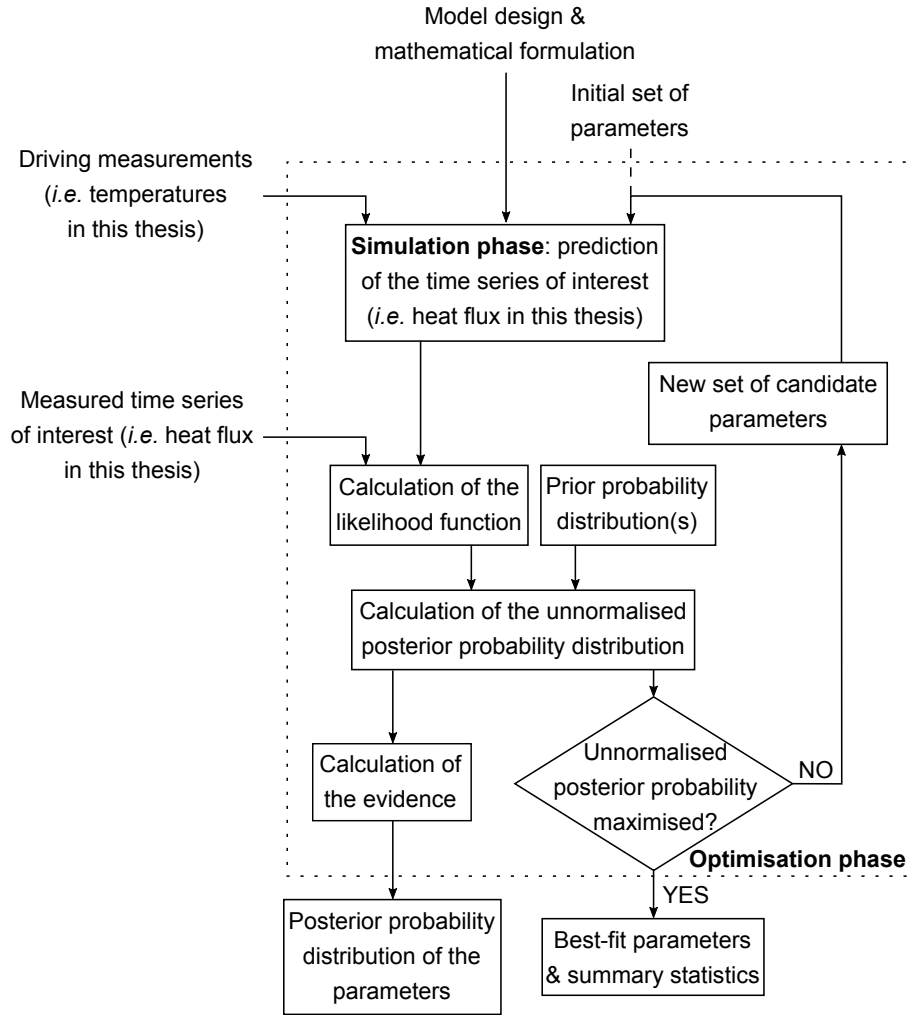 Model design &
mathematical formulation
Initial set of
parameters
Driving measurements
(i.e. temperatures
in this thesis)
Simulation phase: prediction
of the time series of interest
(i.e. heat flux in this thesis)
New set of candidate
parameters
Measured time series
of interest (i.e. heat flux
in this thesis)
Calculation of the
likelihood function
Prior probability
distribution(s)
Calculation of the unnormalised
posterior probability distribution
Calculation of
the evidence
Unnormalised
posterior probability
maximised?
NO
Optimisation phase
YES
Posterior probability
distribution of the
parameters
Best-fit parameters
& summary statistics